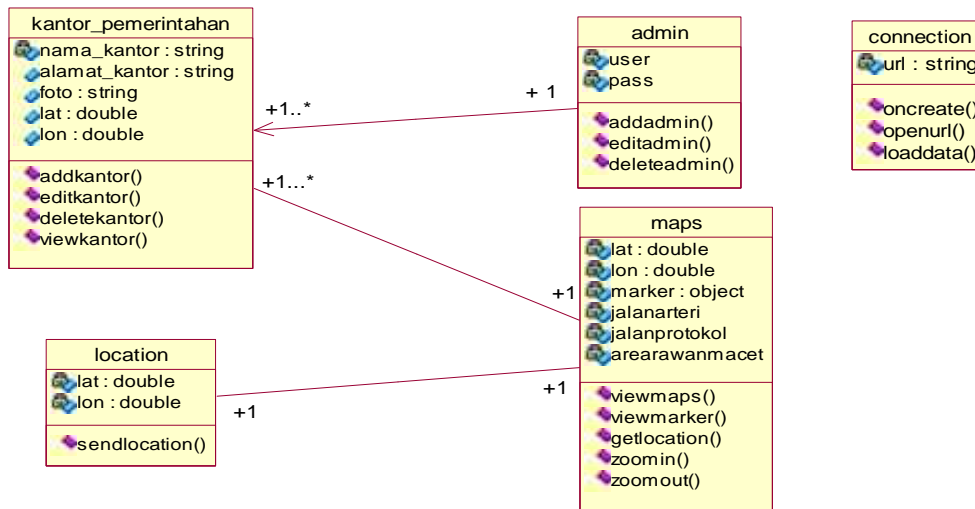 kantor_pemerintahan
nama_kantor : string
alamat_kantor : string
foto : string
lat : double
lon : double
addkantor()
editkantor()
deletekantor()
viewkantor()
+1..*
+ 1
+1...*
+1
admin
user
pass
addadmin()
editadmin()
deleteadmin()
connection
url : string
oncreate()
openurl()
loaddata()
maps
lat : double
lon : double
marker : object
jalanarteri
jalanprotokol
arearawanmacet
viewmaps()
viewmarker()
getlocation()
zoomin()
zoomout()
location
lat : double
lon : double
sendlocation()
+1
+1